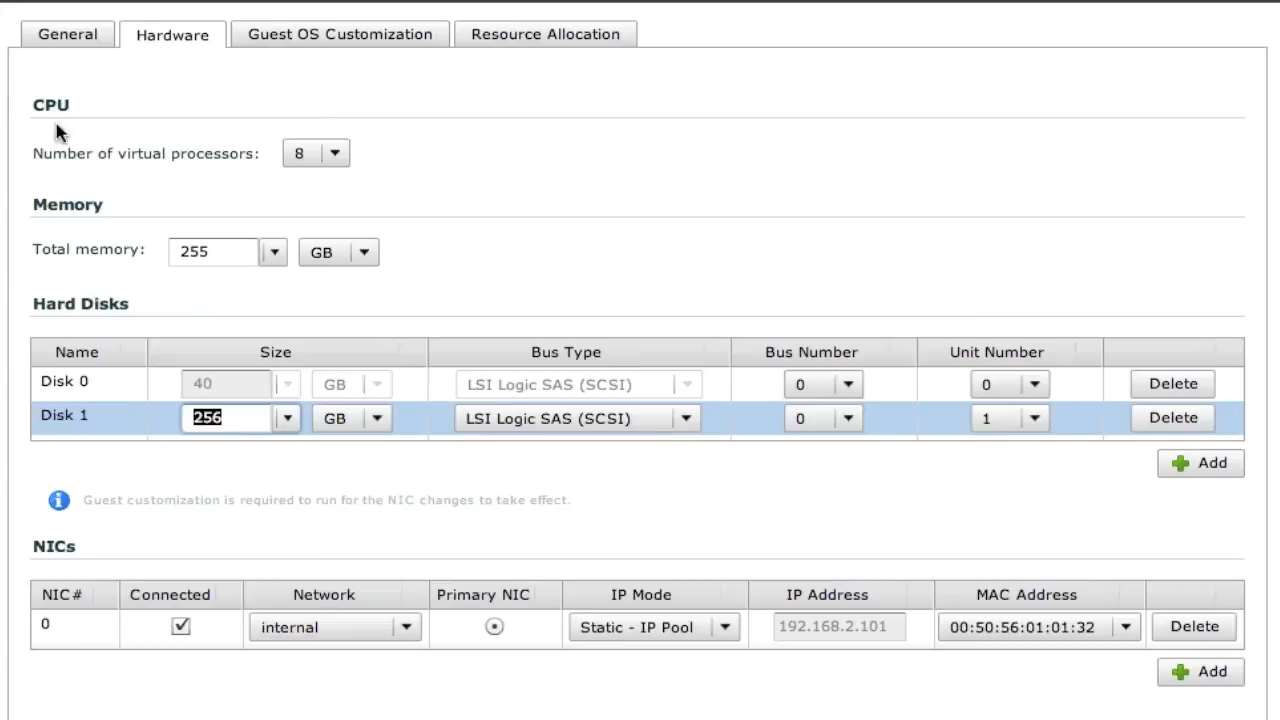 General Hardware Guest OS Customization Resource Allocation
CPU
Number of virtual processors: 8
Memory
Total memory: 255 GB
Hard Disks
Name Size Bus Type Bus Number Unit Number
Disk 0 40 GB LSI Logic SAS (SCSI) 0 0 Delete
Disk 1 256 GB LSI Logic SAS (SCSI) 0 1 Delete
Add
Guest customization is required to run for the NIC changes to take effect.
NICs
NIC# Connected Network Primary NIC IP Mode IP Address MAC Address
0 internal Static - IP Pool 192.168.2.101 00:50:56:01:01:32 Delete
Add